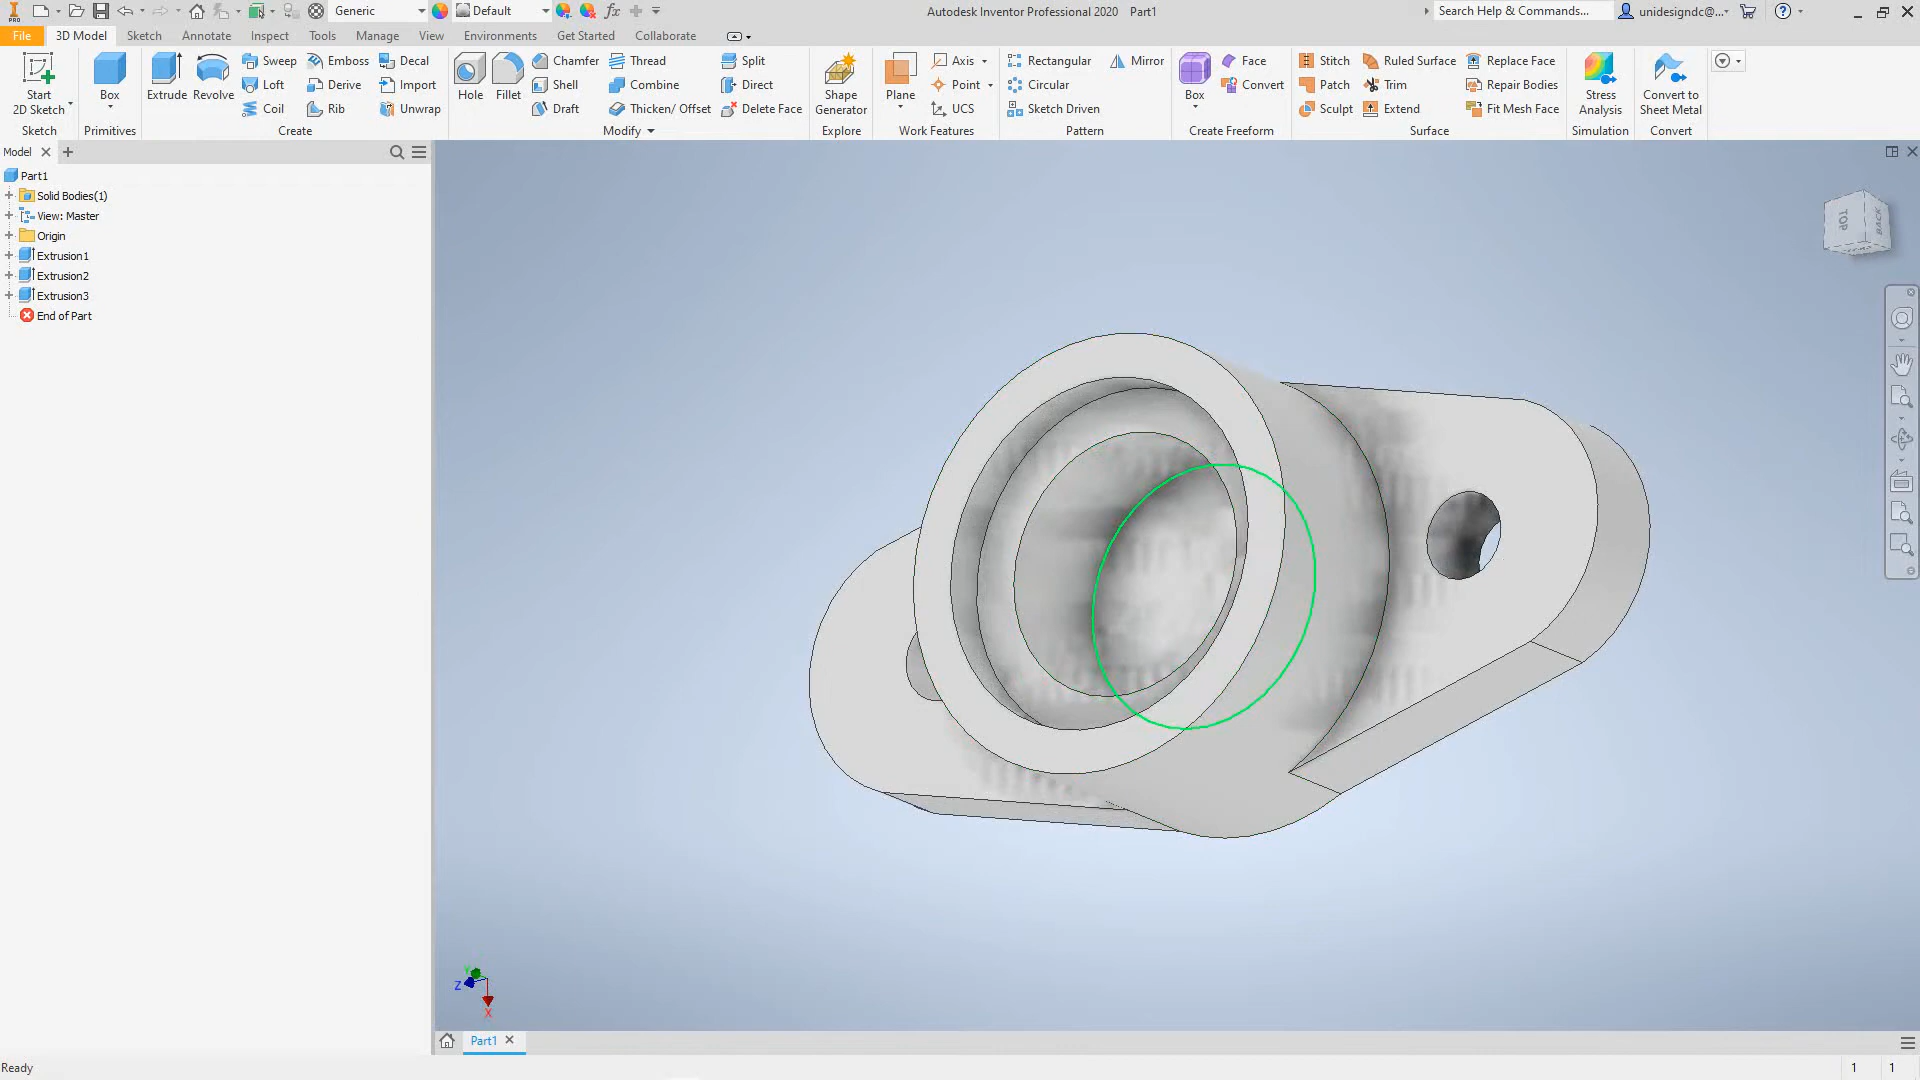 PRO
Generic
Default
fx
Autodesk Inventor Professional 2020 Part1
Search Help & Commands...
unidesigndc@...
File
3D Model
Sketch
Annotate
Inspect
Tools
Manage
View
Environments
Get Started
Collaborate
Start
2D Sketch
Sketch
Box
Primitives
Extrude
Revolve
Sweep
Loft
Coil
Emboss
Derive
Rib
Decal
Import
Unwrap
Create
Hole
Fillet
Chamfer
Shell
Draft
Thread
Combine
Thicken/ Offset
Split
Direct
Delete Face
Modify
Shape
Generator
Explore
Plane
Axis
Point
UCS
Work Features
Rectangular
Circular
Sketch Driven
Mirror
Pattern
Box
Face
Convert
Create Freeform
Stitch
Patch
Sculpt
Ruled Surface
Trim
Extend
Replace Face
Repair Bodies
Fit Mesh Face
Surface
Stress
Analysis
Simulation
Convert to
Sheet Metal
Convert
Model
Part1
Solid Bodies(1)
View: Master
Origin
Extrusion1
Extrusion2
Extrusion3
End of Part
TOP
BACK
Y
Z
X
Part1
Ready
1 1